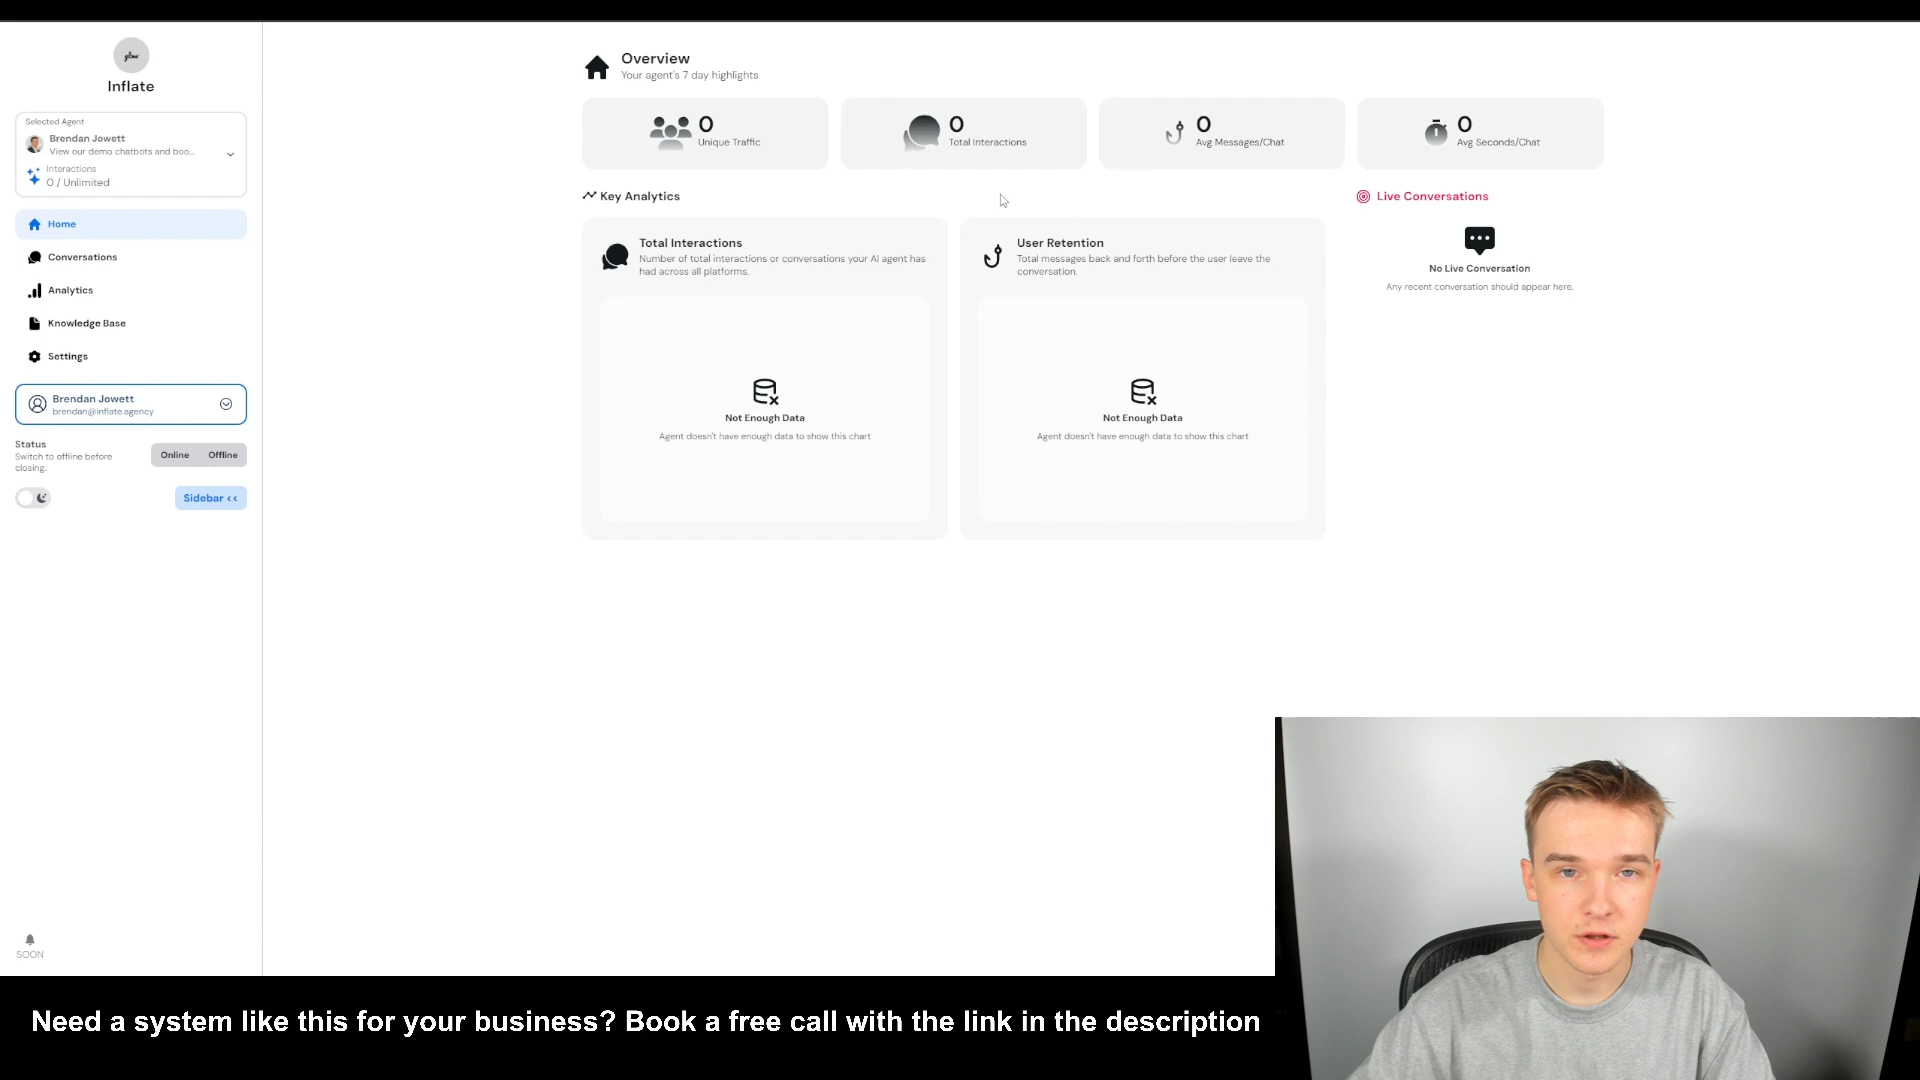 glow
Inflate
Selected Agent
Brendan Jowett
View our demo chatbots and boo...
Interactions
0 / Unlimited
Home
Conversations
Analytics
Knowledge Base
Settings
Brendan Jowett
brendan@inflate.agency
Status
Switch to offline before
closing.
Online Offline
Sidebar <<
SOON
Overview
Your agent's 7 day highlights
0
Unique Traffic
0
Total Interactions
0
Avg Messages/Chat
0
Avg Seconds/Chat
Key Analytics
Total Interactions
Number of total interactions or conversations your AI agent has
had across all platforms.
Not Enough Data
Agent doesn't have enough data to show this chart
User Retention
Total messages back and forth before the user leave the
conversation.
Not Enough Data
Agent doesn't have enough data to show this chart
Live Conversations
No Live Conversation
Any recent conversation should appear here.
Need a system like this for your business? Book a free call with the link in the description